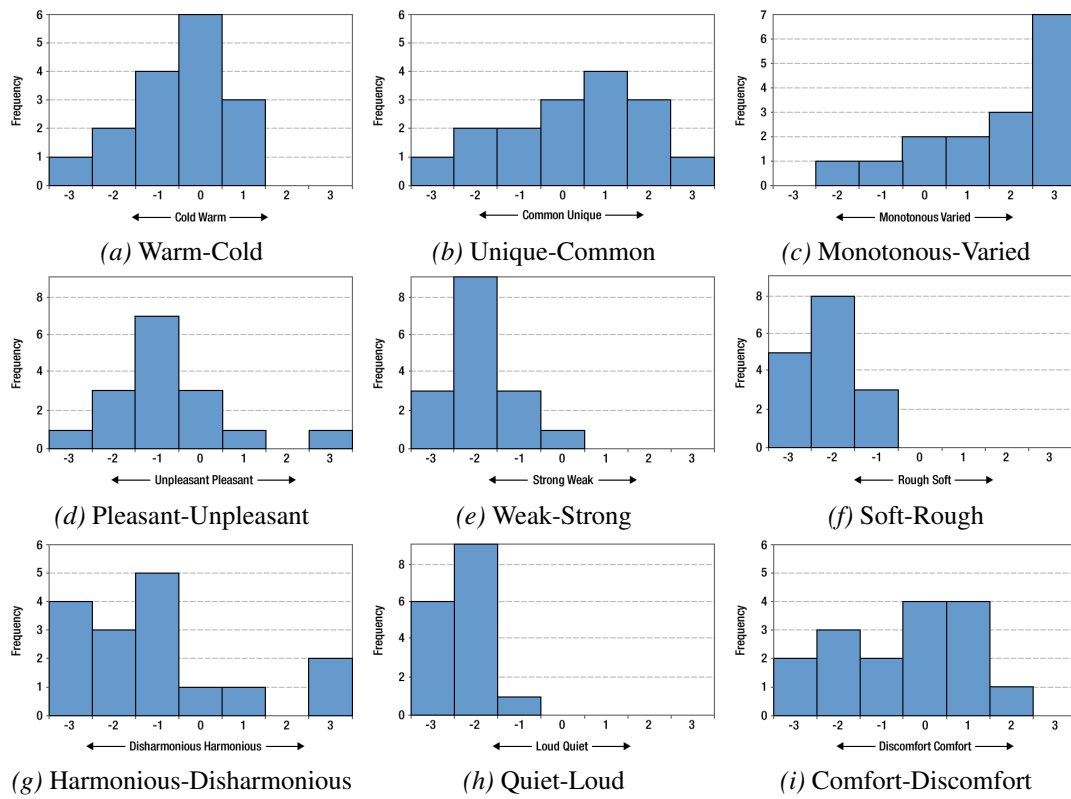 6
5
4
3
2
1
0
Frequency
-3 -2 -1 0 1 2 3
Cold Warm
(a) Warm-Cold
6
5
4
3
2
1
0
Frequency
-3 -2 -1 0 1 2 3
Common Unique
(b) Unique-Common
7
6
5
4
3
2
1
0
Frequency
-3 -2 -1 0 1 2 3
Monotonous Varied
(c) Monotonous-Varied
8
6
4
2
0
Frequency
-3 -2 -1 0 1 2 3
Unpleasant Pleasant
(d) Pleasant-Unpleasant
8
6
4
2
0
Frequency
-3 -2 -1 0 1 2 3
Strong Weak
(e) Weak-Strong
8
6
4
2
0
Frequency
-3 -2 -1 0 1 2 3
Rough Soft
(f) Soft-Rough
6
5
4
3
2
1
0
Frequency
-3 -2 -1 0 1 2 3
Disharmonious Harmonious
(g) Harmonious-Disharmonious
8
6
4
2
0
Frequency
-3 -2 -1 0 1 2 3
Loud Quiet
(h) Quiet-Loud
6
5
4
3
2
1
0
Frequency
-3 -2 -1 0 1 2 3
Discomfort Comfort
(i) Comfort-Discomfort